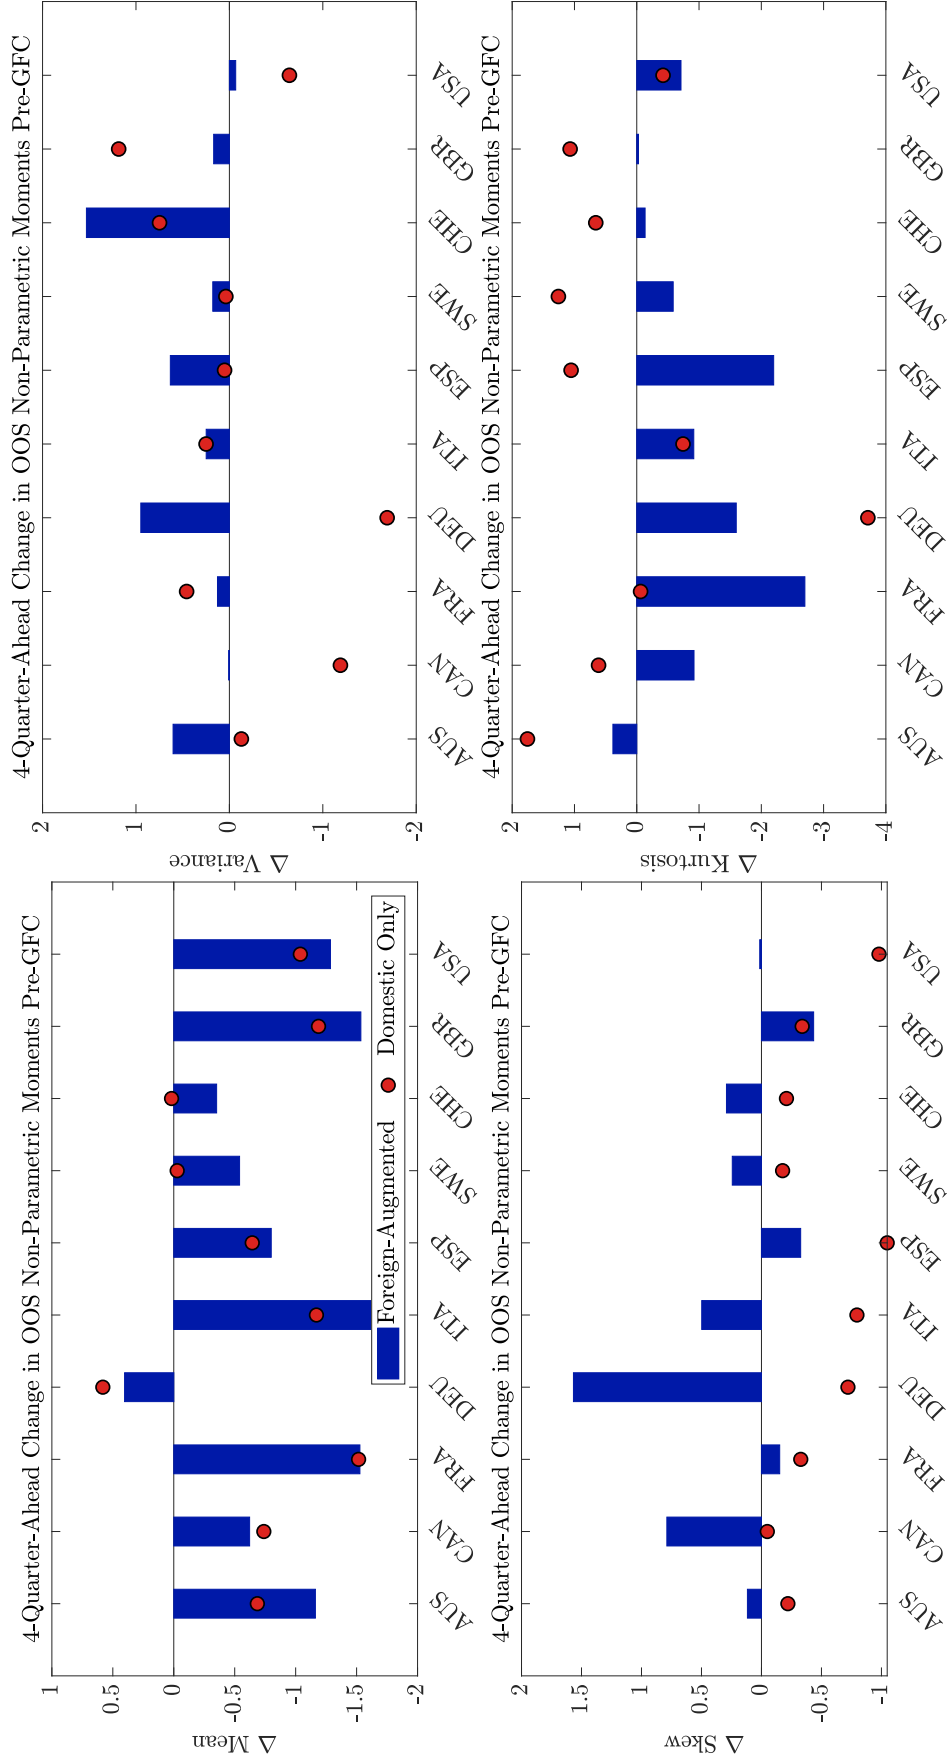 4-Quarter-Ahead Change in OOS Non-Parametric Moments Pre-GFC
1
0.5
0
-0.5
-1
-1.5
-2
Δ Mean
AUS CAN FRA DEU ITA ESP SWE CHE GBR USA
Foreign-Augmented Domestic Only
4-Quarter-Ahead Change in OOS Non-Parametric Moments Pre-GFC
2
1
0
-1
-2
Δ Variance
AUS CAN FRA DEU ITA ESP SWE CHE GBR USA
4-Quarter-Ahead Change in OOS Non-Parametric Moments Pre-GFC
2
1.5
1
0.5
0
-0.5
-1
Δ Skew
AUS CAN FRA DEU ITA ESP SWE CHE GBR USA
4-Quarter-Ahead Change in OOS Non-Parametric Moments Pre-GFC
2
1
0
-1
-2
-3
-4
Δ Kurtosis
AUS CAN FRA DEU ITA ESP SWE CHE GBR USA